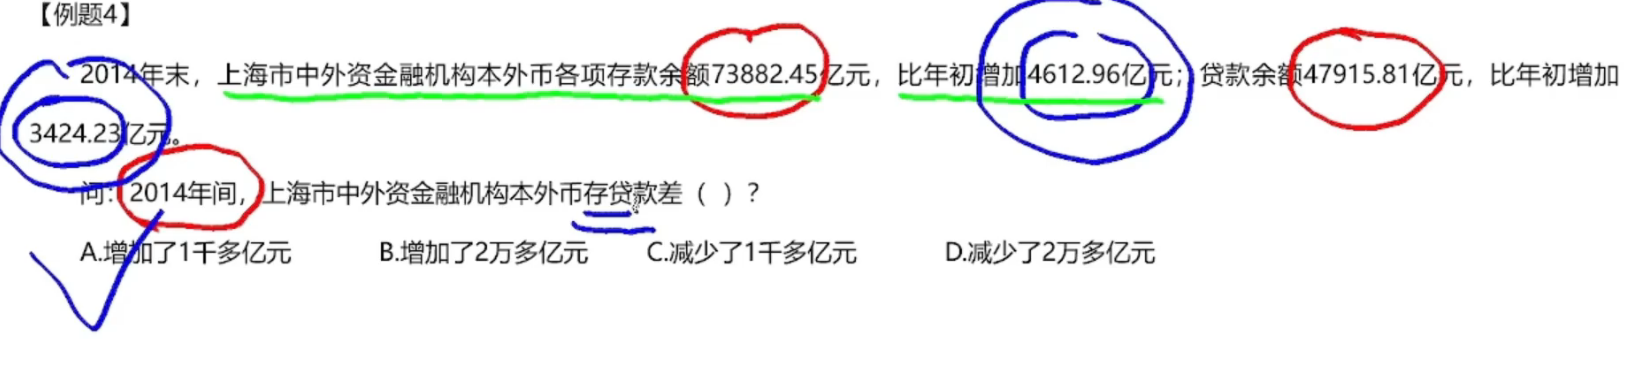 【例题4】
2014年末，上海市中外资金融机构本外币各项存款余额73882.45亿元，比年初增加4612.96亿元；贷款余额47915.81亿元，比年初增加
3424.23亿元。
问：2014年间，上海市中外资金融机构本外币存贷款差（ ）？
A.增加了1千多亿元 B.增加了2万多亿元 C.减少了1千多亿元 D.减少了2万多亿元